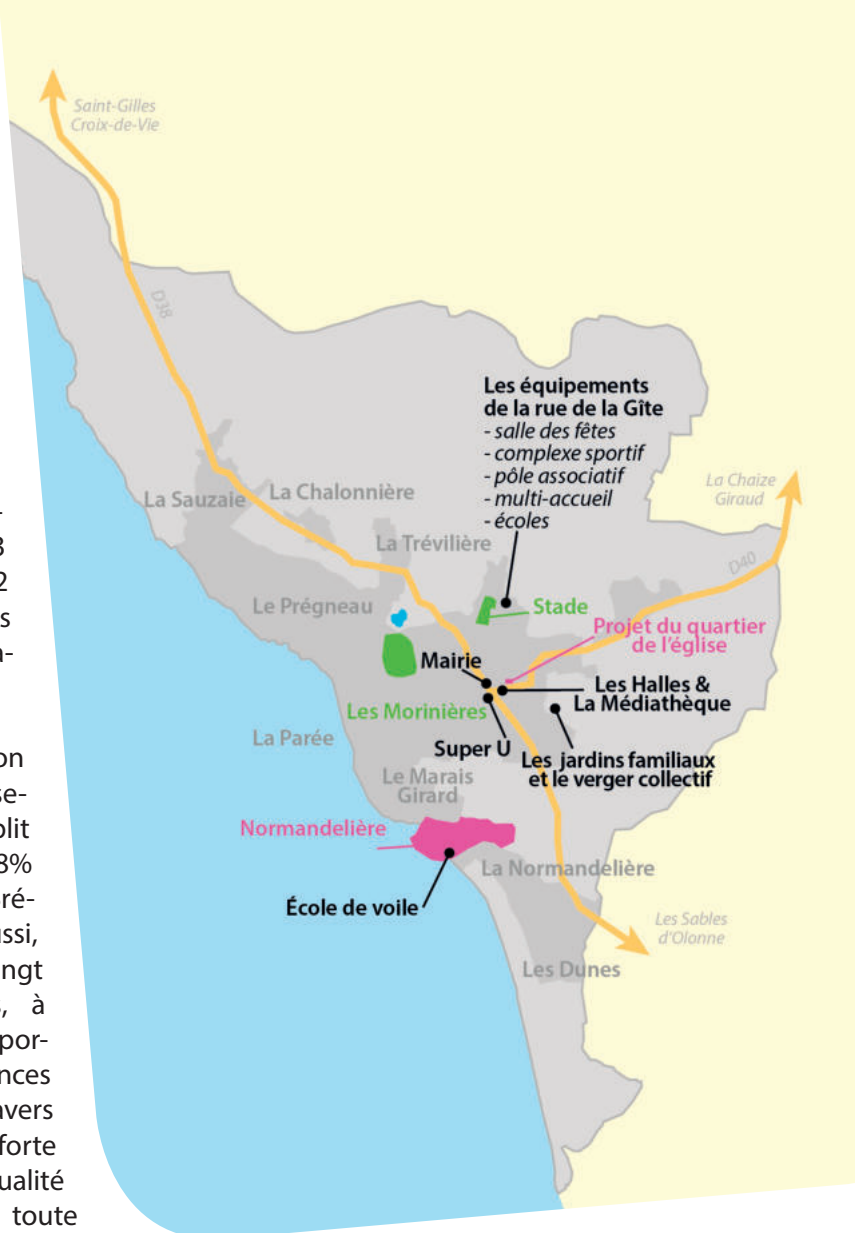 Saint-Gilles
Croix-de-Vie
D38
Les équipements
de la rue de la Gîte
- salle des fêtes
- complexe sportif
- pôle associatif
- multi-accueil
- écoles
La Chaize
Giraud
La Sauzaie
La Chalonnière
La Trévilière
D40
Le Prégneau
Stade
Projet du quartier
de l'église
Mairie
Les Halles &
La Médiathèque
Les Morinières
La Parée
Super U
Les jardins familiaux
et le verger collectif
Le Marais
Girard
Normandelière
La Normandelière
École de voile
Les Sables
d'Olonne
Les Dunes
-
3
2
s
a-
on
se-
plit
8%
ré-
ussi,
ngt
, à
por-
nces
avers
forte
ualité
toute